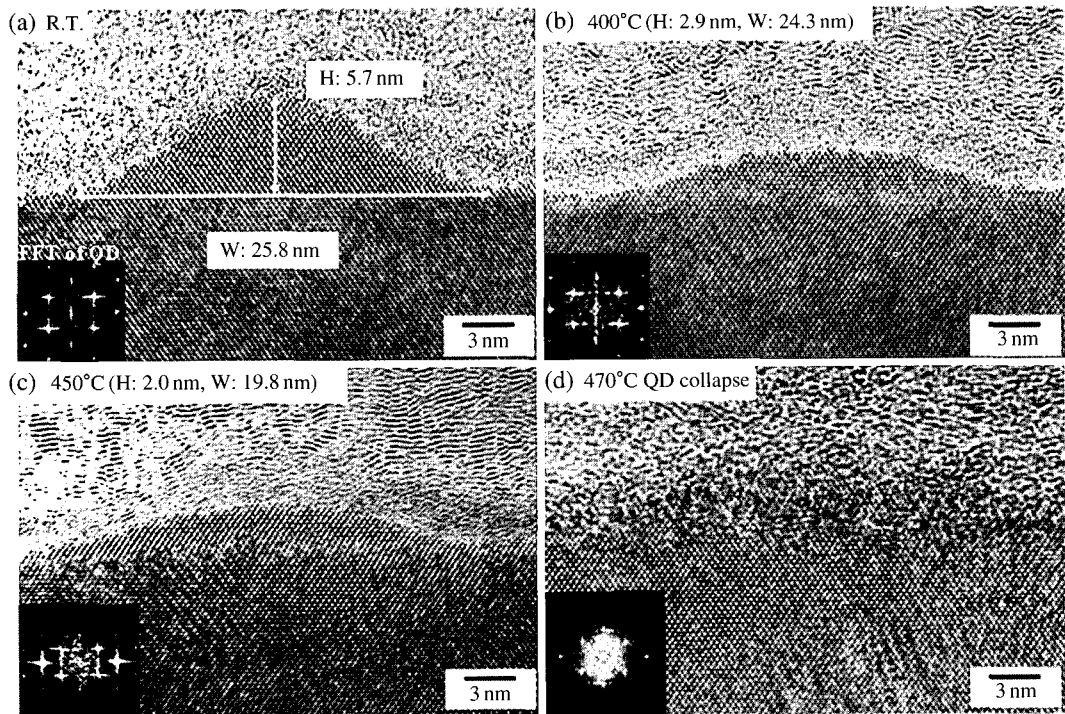 (a) R.T.
H: 5.7 nm
W: 25.8 nm
FFT of QD
3 nm
(b) 400°C (H: 2.9 nm, W: 24.3 nm)
3 nm
(c) 450°C (H: 2.0 nm, W: 19.8 nm)
3 nm
(d) 470°C QD collapse
3 nm